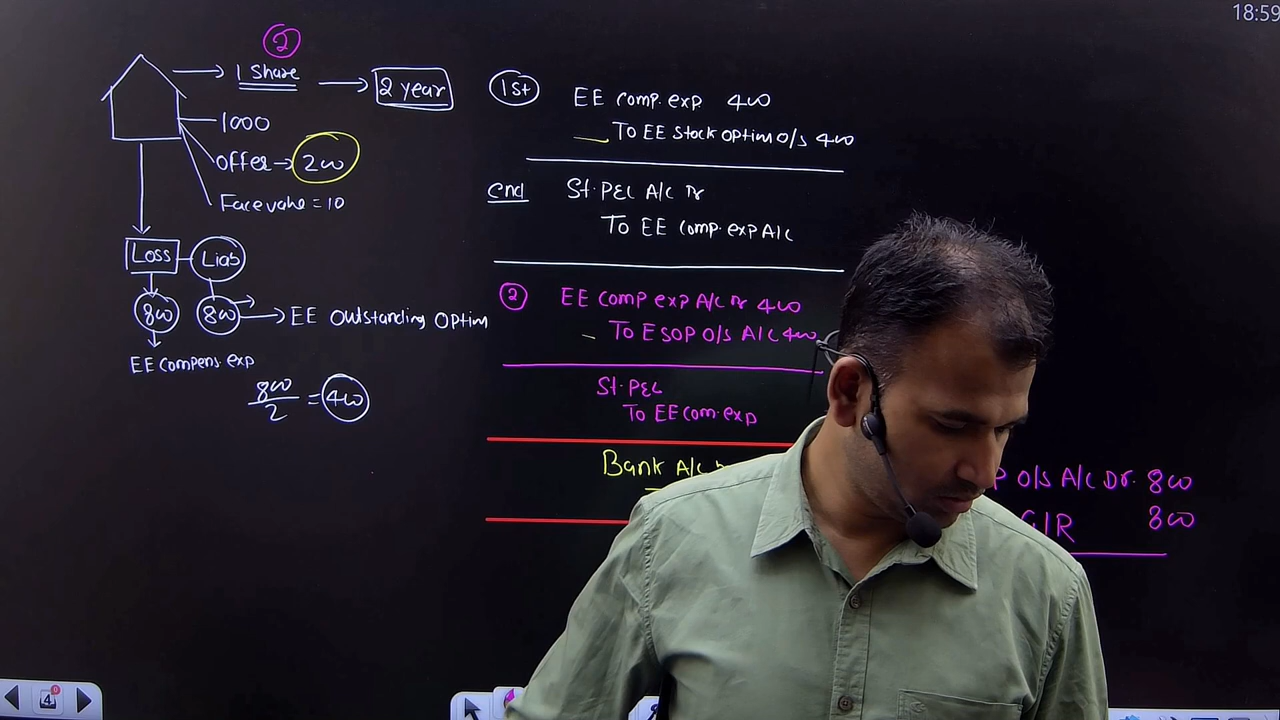 18:59
②
1 share → 2 year
1000
offer → 200
Face value = 10
Loss Liab
800 800 → EE Outstanding Option
EE Compens exp
800/2 = 400
1st EE comp. exp 400
To EE Stock Option O/s 400
end St. P&L A/c Dr
To EE comp. exp A/c
② EE comp exp A/c Dr 400
To ESOP O/s A/c 400
St. P&L
To EE com. exp
Bank A/c
P O/s A/c Dr. 800
G/R 800
4